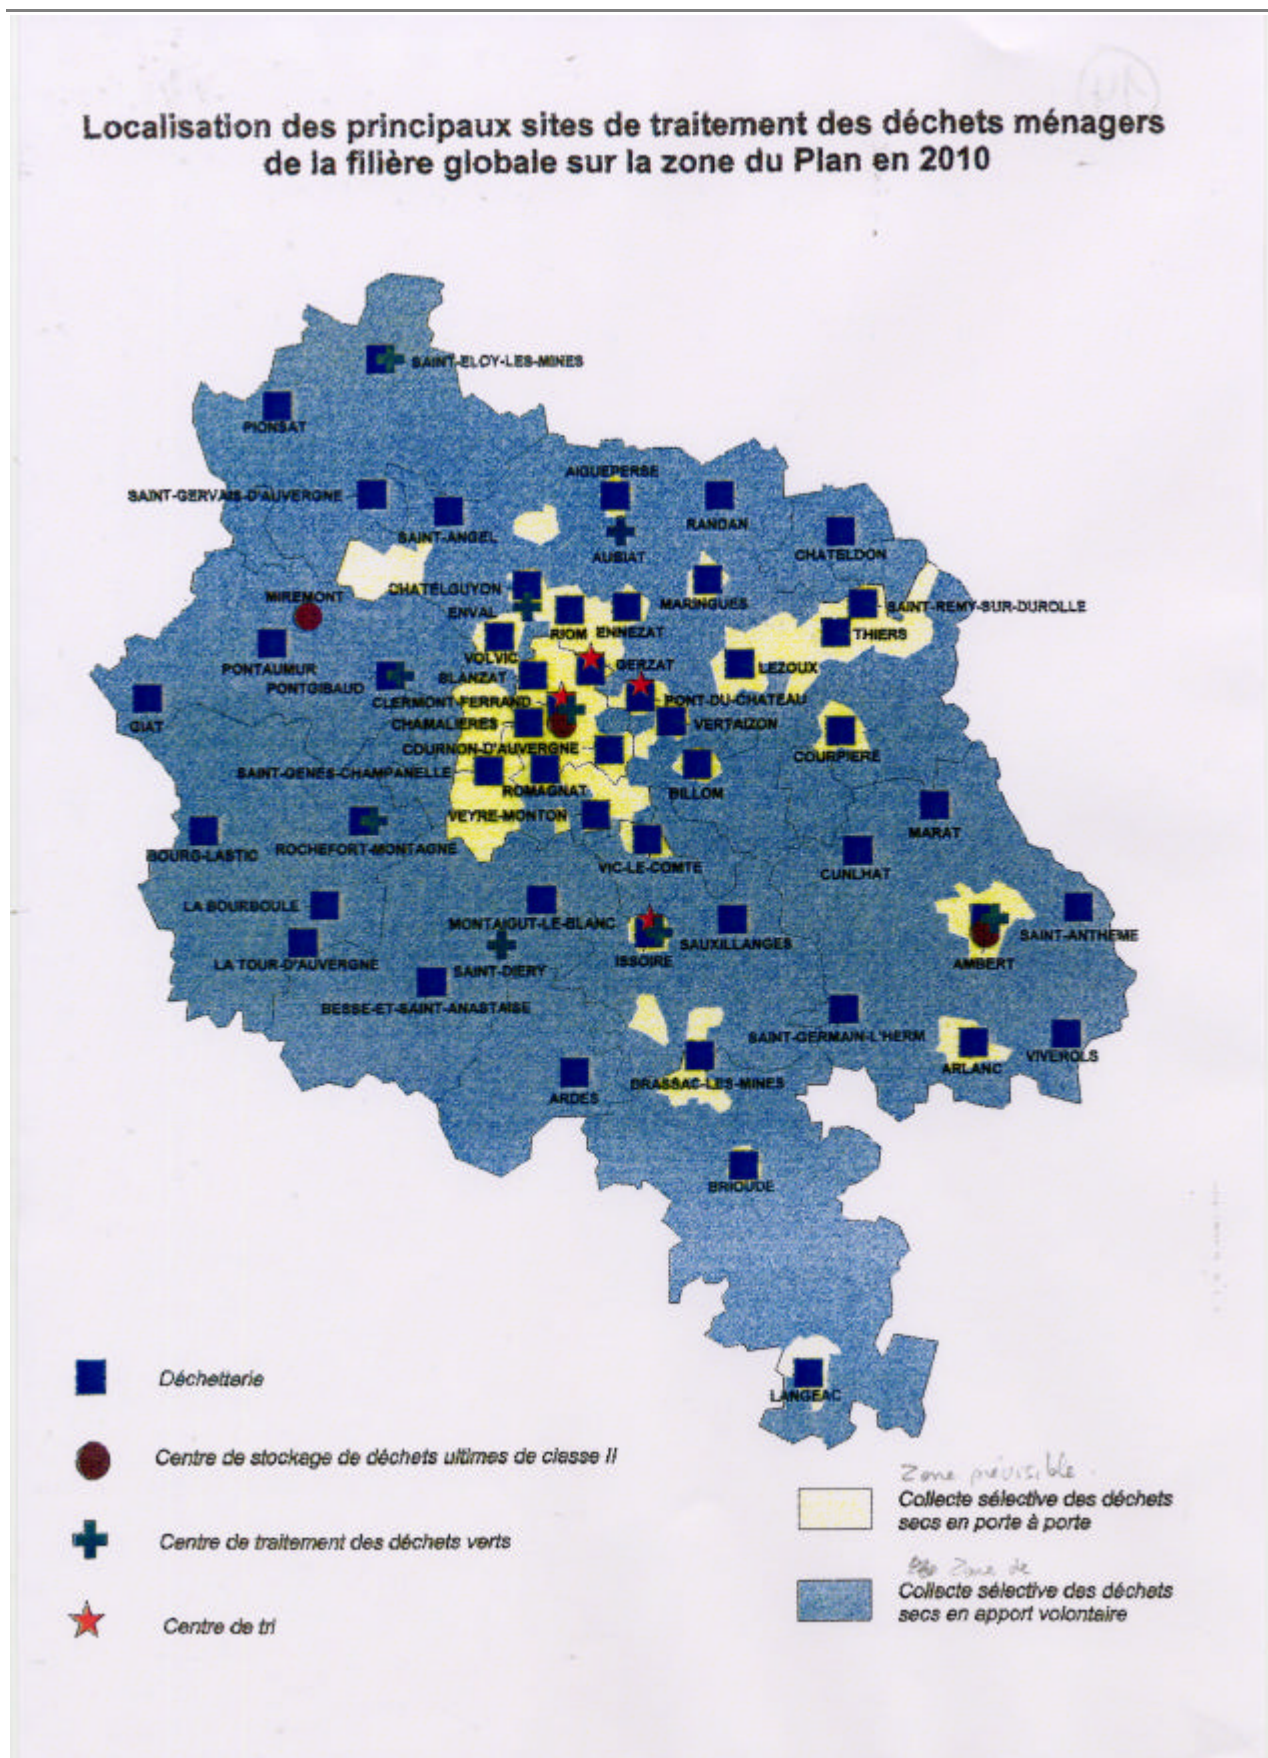 14
Localisation des principaux sites de traitement des déchets ménagers
de la filière globale sur la zone du Plan en 2010
SAINT-ELOY-LES-MINES
PIONSAT
AIGUEPERSE
SAINT-GERVAIS-D'AUVERGNE
RANDAN
SAINT-ANGEL
CHATELDON
AUBIAT
CHATELGUYON
MIREMONT
MARINGUES
SAINT-REMY-SUR-DUROLLE
ENVAL
RIOM
ENNEZAT
THIERS
VOLVIC
GERZAT
LEZOUX
PONTAUMUR
BLANZAT
PONTGIBAUD
CLERMONT-FERRAND
PONT-DU-CHATEAU
GIAT
CHAMALIERES
VERTAIZON
COURNON-D'AUVERGNE
COURPIERE
SAINT-GENES-CHAMPANELLE
ROMAGNAT
BILLOM
VEYRE-MONTON
MARAT
BOURG-LASTIC
ROCHEFORT-MONTAGNE
VIC-LE-COMTE
CUNLHAT
LA BOURBOULE
MONTAIGUT-LE-BLANC
SAUXILLANGES
SAINT-ANTHEME
LA TOUR-D'AUVERGNE
SAINT-DIERY
ISSOIRE
AMBERT
BESSE-ET-SAINT-ANASTAISE
SAINT-GERMAIN-L'HERM
VIVEROLS
ARLANC
BRASSAC-LES-MINES
ARDES
BRIOUDE
LANGEAC
Déchetterie
Centre de stockage de déchets ultimes de classe II
Centre de traitement des déchets verts
Centre de tri
Zone prévisible
Collecte sélective des déchets
secs en porte à porte
Zone de
Collecte sélective des déchets
secs en apport volontaire